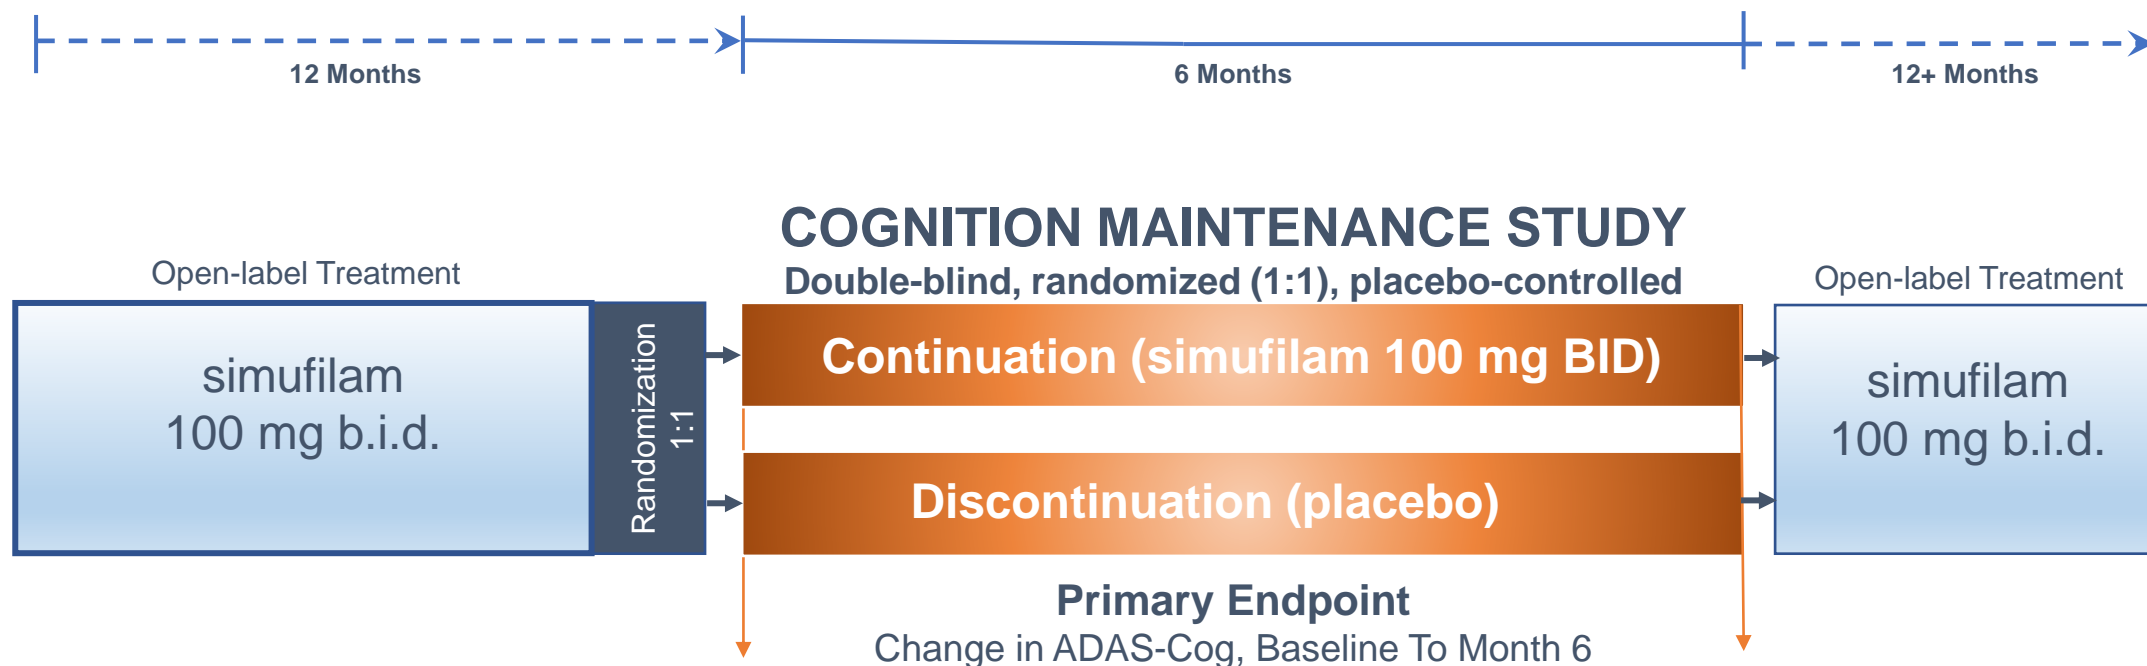 12 Months
6 Months
12+ Months
COGNITION MAINTENANCE STUDY
Double-blind, randomized (1:1), placebo-controlled
Open-label Treatment
simufilam
100 mg b.i.d.
Randomization
1:1
Continuation (simufilam 100 mg BID)
Discontinuation (placebo)
Open-label Treatment
simufilam
100 mg b.i.d.
Primary Endpoint
Change in ADAS-Cog, Baseline To Month 6